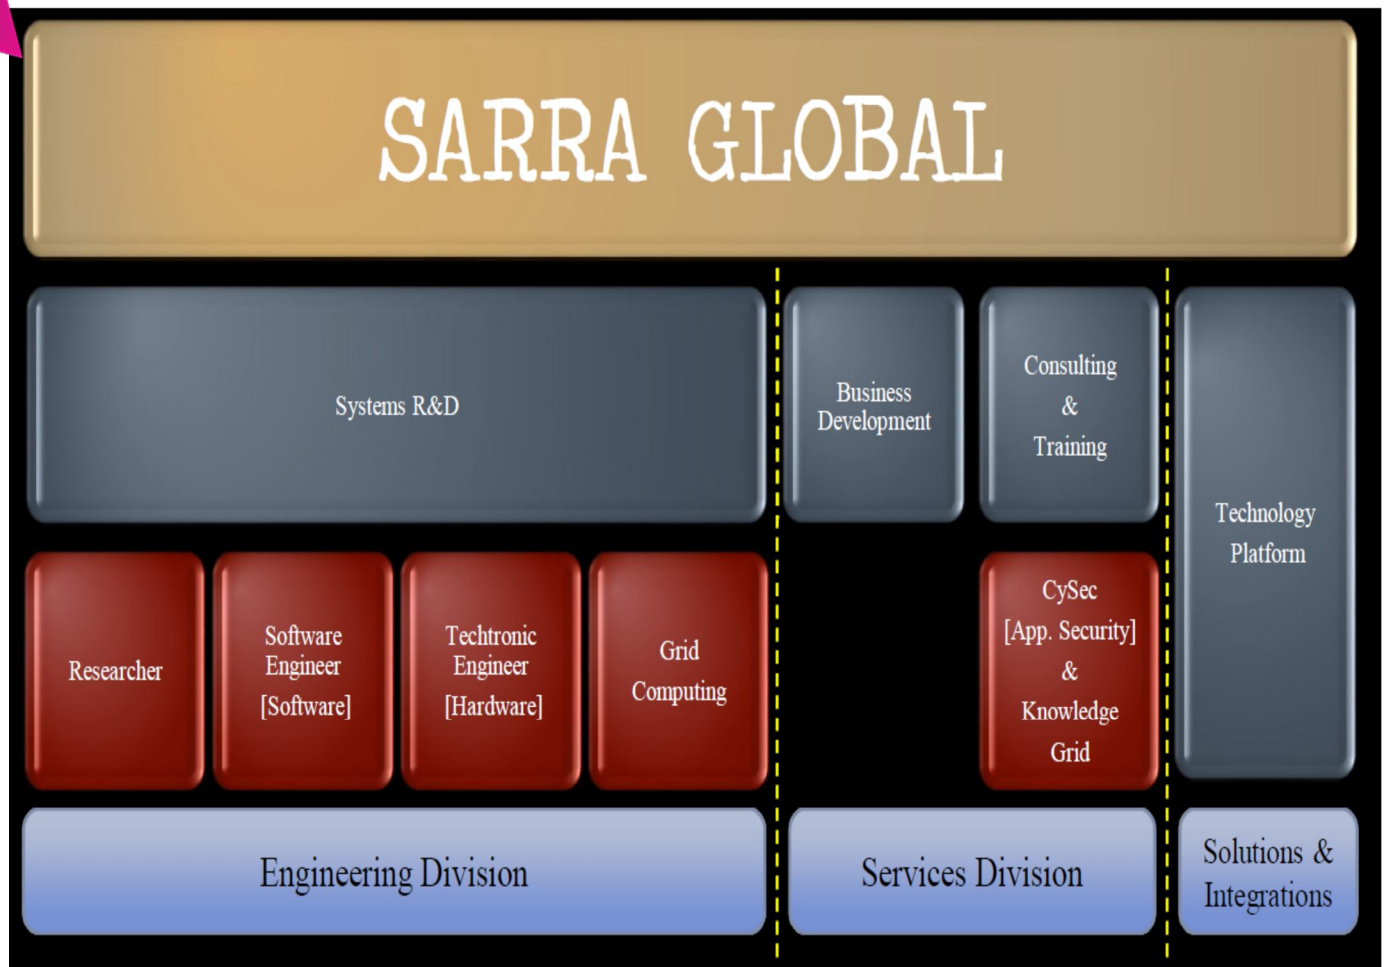 SARRA GLOBAL
Systems R&D
Business
Development
Consulting
&
Training
Technology
Platform
Researcher
Software
Engineer
[Software]
Techtronic
Engineer
[Hardware]
Grid
Computing
CySec
[App. Security]
&
Knowledge
Grid
Engineering Division
Services Division
Solutions &
Integrations